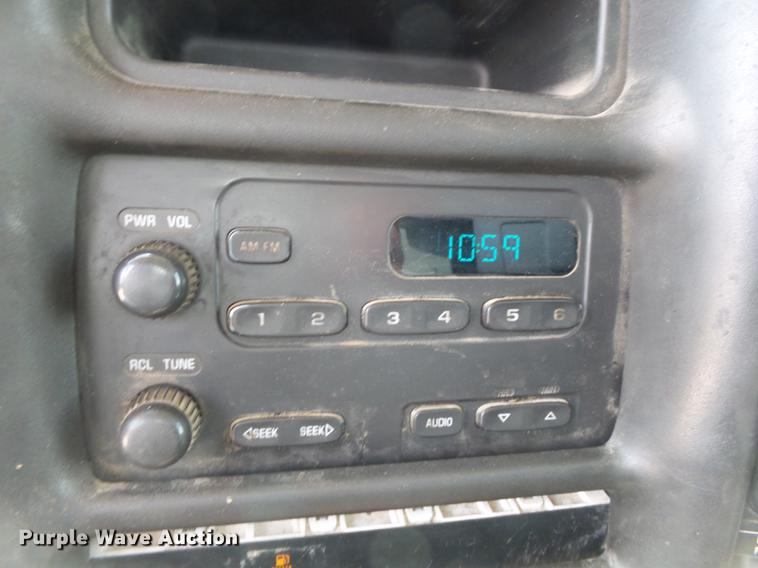 PWR VOL
AM FM
10:59
1 2 3 4 5 6
RCL TUNE
◁SEEK SEEK▷
AUDIO
▽ △
Purple Wave Auction